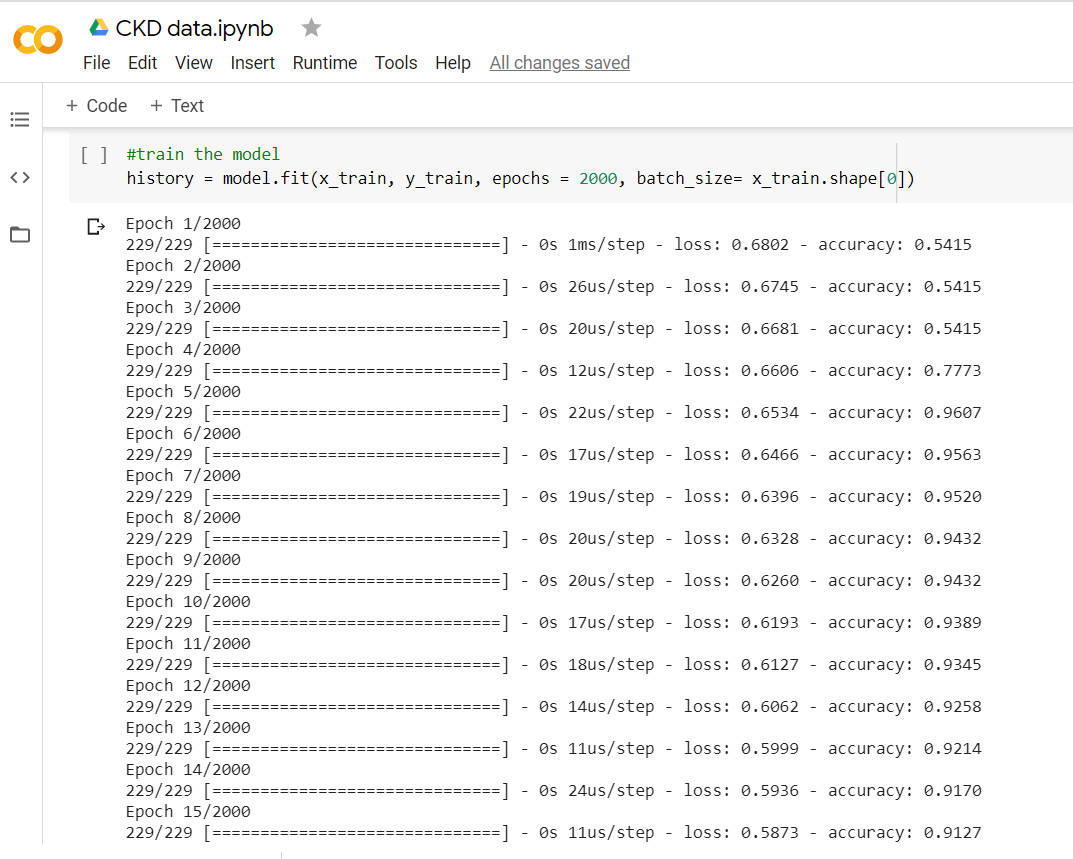 CKD data.ipynb
File Edit View Insert Runtime Tools Help All changes saved
+ Code + Text
[ ] #train the model
history = model.fit(x_train, y_train, epochs = 2000, batch_size= x_train.shape[0])
Epoch 1/2000
229/229 [==============================] - 0s 1ms/step - loss: 0.6802 - accuracy: 0.5415
Epoch 2/2000
229/229 [==============================] - 0s 26us/step - loss: 0.6745 - accuracy: 0.5415
Epoch 3/2000
229/229 [==============================] - 0s 20us/step - loss: 0.6681 - accuracy: 0.5415
Epoch 4/2000
229/229 [==============================] - 0s 12us/step - loss: 0.6606 - accuracy: 0.7773
Epoch 5/2000
229/229 [==============================] - 0s 22us/step - loss: 0.6534 - accuracy: 0.9607
Epoch 6/2000
229/229 [==============================] - 0s 17us/step - loss: 0.6466 - accuracy: 0.9563
Epoch 7/2000
229/229 [==============================] - 0s 19us/step - loss: 0.6396 - accuracy: 0.9520
Epoch 8/2000
229/229 [==============================] - 0s 20us/step - loss: 0.6328 - accuracy: 0.9432
Epoch 9/2000
229/229 [==============================] - 0s 20us/step - loss: 0.6260 - accuracy: 0.9432
Epoch 10/2000
229/229 [==============================] - 0s 17us/step - loss: 0.6193 - accuracy: 0.9389
Epoch 11/2000
229/229 [==============================] - 0s 18us/step - loss: 0.6127 - accuracy: 0.9345
Epoch 12/2000
229/229 [==============================] - 0s 14us/step - loss: 0.6062 - accuracy: 0.9258
Epoch 13/2000
229/229 [==============================] - 0s 11us/step - loss: 0.5999 - accuracy: 0.9214
Epoch 14/2000
229/229 [==============================] - 0s 24us/step - loss: 0.5936 - accuracy: 0.9170
Epoch 15/2000
229/229 [==============================] - 0s 11us/step - loss: 0.5873 - accuracy: 0.9127